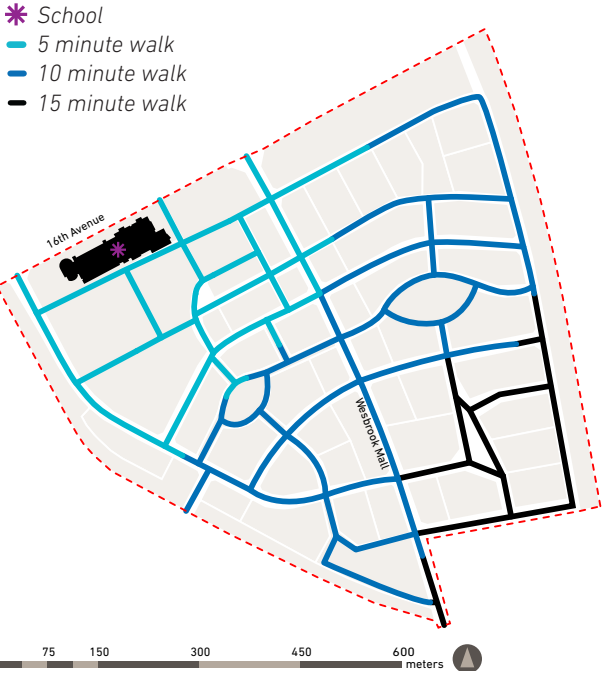 School
5 minute walk
10 minute walk
15 minute walk
16th Avenue
Wesbrook Mall
75 150 300 450 600
meters